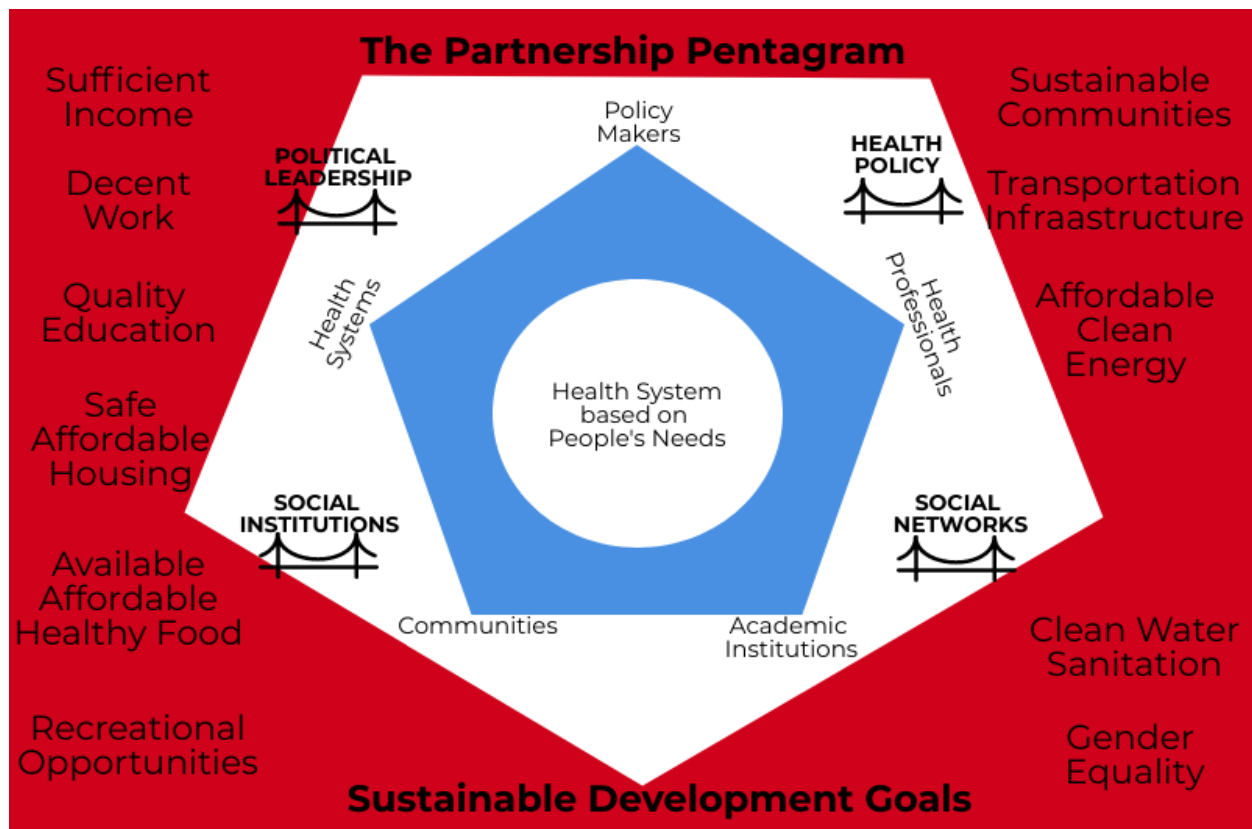 The Partnership Pentagram
Sufficient
Income
Decent
Work
Quality
Education
Safe
Affordable
Housing
Available
Affordable
Healthy Food
Recreational
Opportunities
POLITICAL
LEADERSHIP
Policy
Makers
HEALTH
POLICY
Health
Systems
Health
Professionals
Health System
based on
People's Needs
SOCIAL
INSTITUTIONS
SOCIAL
NETWORKS
Communities
Academic
Institutions
Sustainable
Communities
Transportation
Infraastructure
Affordable
Clean
Energy
Clean Water
Sanitation
Gender
Equality
Sustainable Development Goals